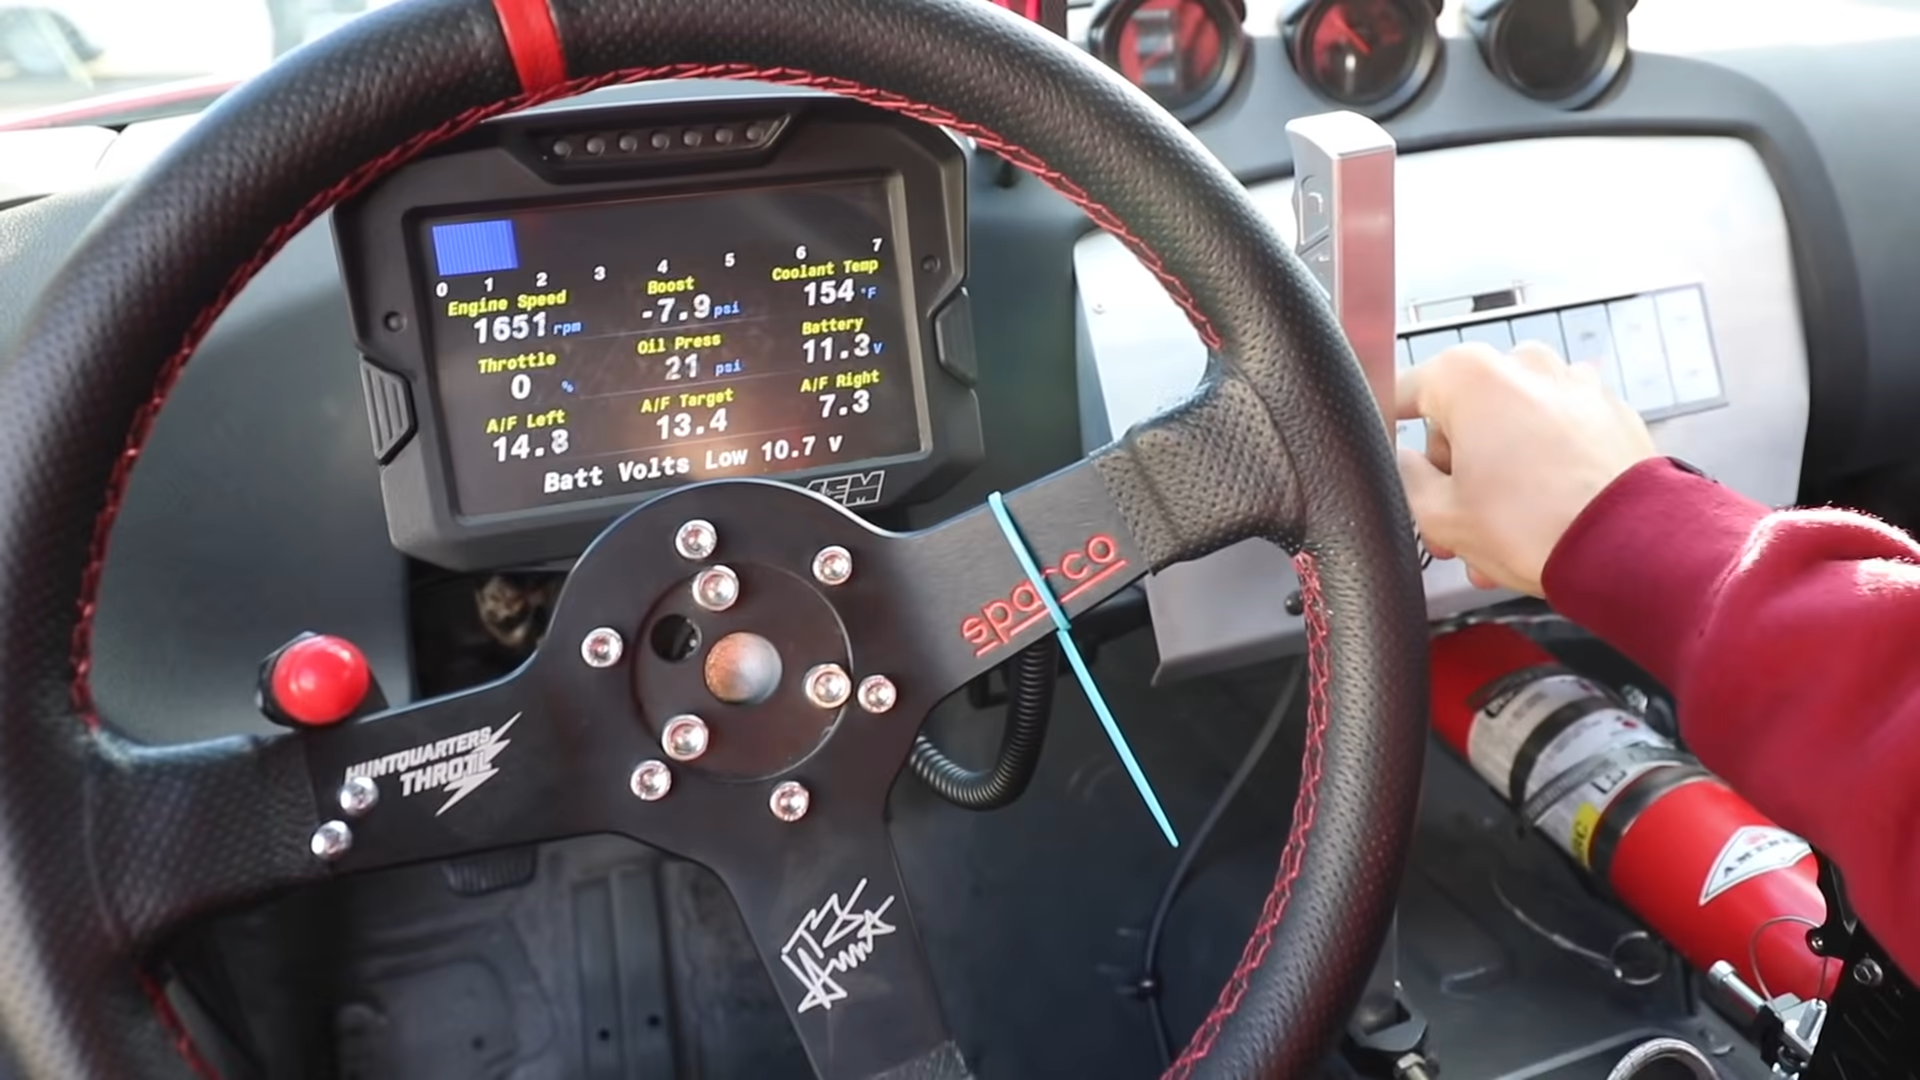 0 1 2 3 4 5 6 7
Engine Speed
1651 rpm
Boost
-7.9 psi
Coolant Temp
154 °F
Throttle
0 %
Oil Press
21 psi
Battery
11.3 v
A/F Left
14.8
A/F Target
13.4
A/F Right
7.3
Batt Volts Low 10.7 v
AEM
sparco
HUNTQUARTERS
THROTL